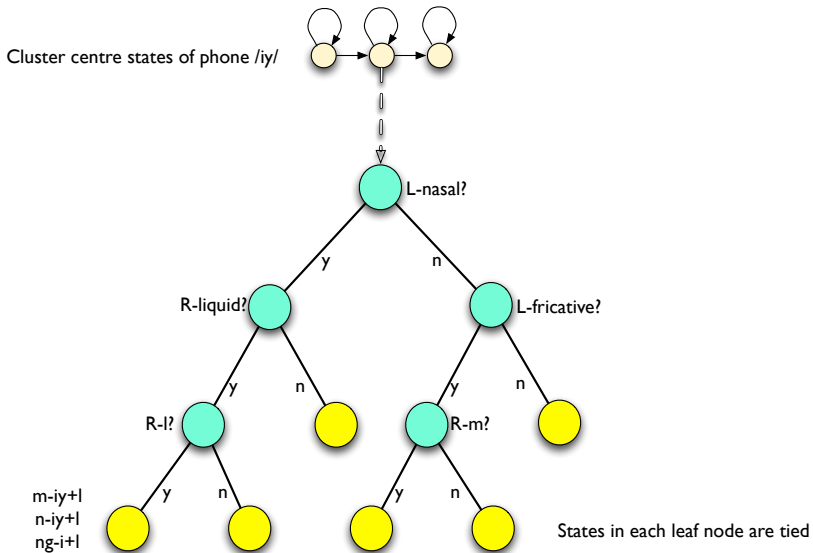 Cluster centre states of phone /iy/
L-nasal?
y
n
R-liquid?
L-fricative?
y
n
y
n
R-l?
R-m?
m-iy+l
n-iy+l
ng-i+l
y
n
y
n
States in each leaf node are tied